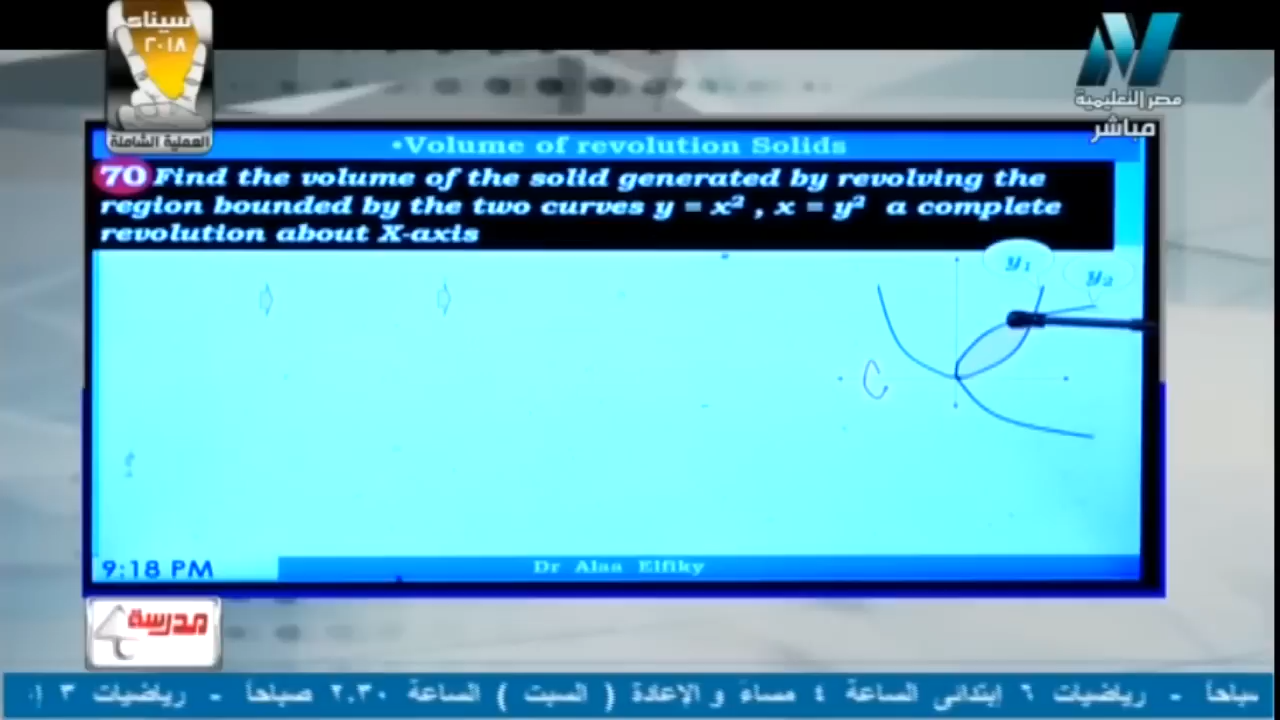 سيناء
٢٠١٨
العملية الشاملة
مصر التعليمية
مباشر
•Volume of revolution Solids
70 Find the volume of the solid generated by revolving the
region bounded by the two curves y = x² , x = y² a complete
revolution about X-axis
y₁
y₂
9:18 PM
Dr Alaa Elfiky
مدرسة
صباحاً - رياضيات ٦ إبتدائى الساعة ٤ مساءً و الإعادة ( السبت ) الساعة ٢.٣٠ صباحاً - رياضيات ٣